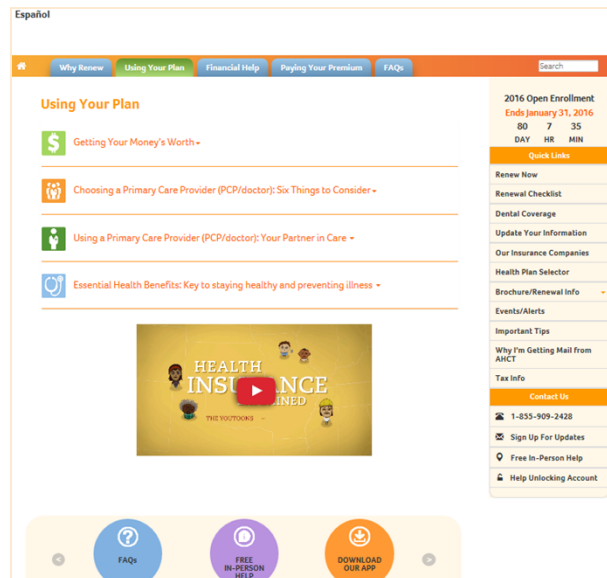 Español
Why Renew
Using Your Plan
Financial Help
Paying Your Premium
FAQs
Search
Using Your Plan
Getting Your Money's Worth
Choosing a Primary Care Provider (PCP/doctor): Six Things to Consider
Using a Primary Care Provider (PCP/doctor): Your Partner in Care
Essential Health Benefits: Key to staying healthy and preventing illness
HEALTH
THE YOUTOONS
FAQs
FREE
IN-PERSON
HELP
DOWNLOAD
OUR APP
2016 Open Enrollment
Ends January 31, 2016
80 7 35
DAY HR MIN
Quick Links
Renew Now
Renewal Checklist
Dental Coverage
Update Your Information
Our Insurance Companies
Health Plan Selector
Brochure/Renewal Info
Events/Alerts
Important Tips
Why I'm Getting Mail from
AHCT
Tax Info
Contact Us
1-855-909-2428
Sign Up For Updates
Free In-Person Help
Help Unlocking Account